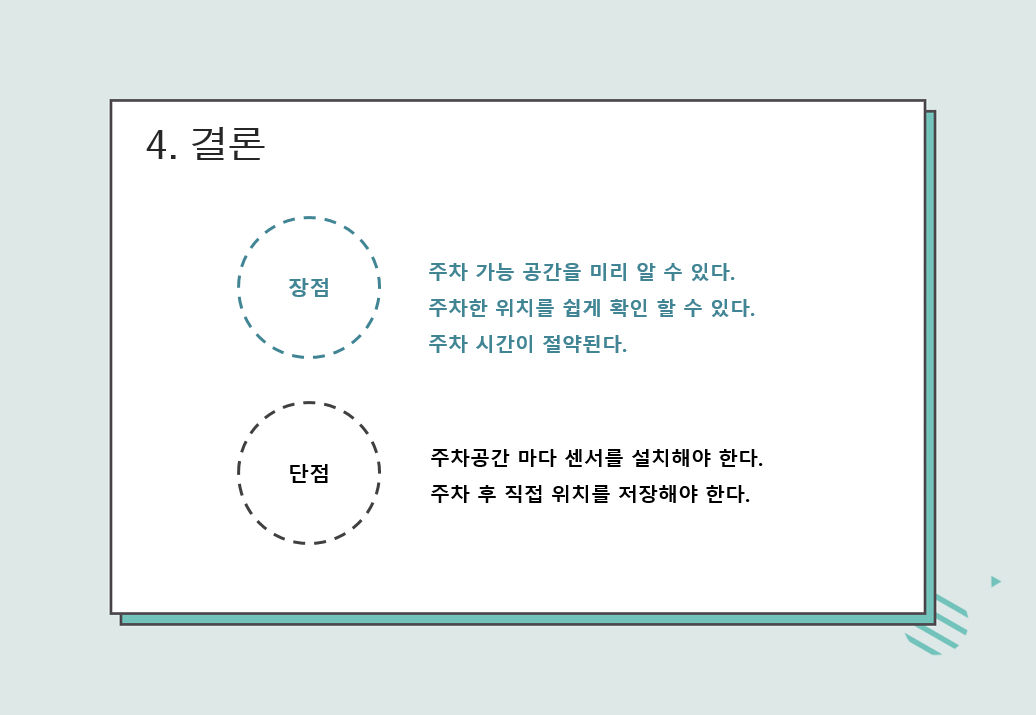 4. 결론
장점
주차 가능 공간을 미리 알 수 있다.
주차한 위치를 쉽게 확인 할 수 있다.
주차 시간이 절약된다.
단점
주차공간 마다 센서를 설치해야 한다.
주차 후 직접 위치를 저장해야 한다.